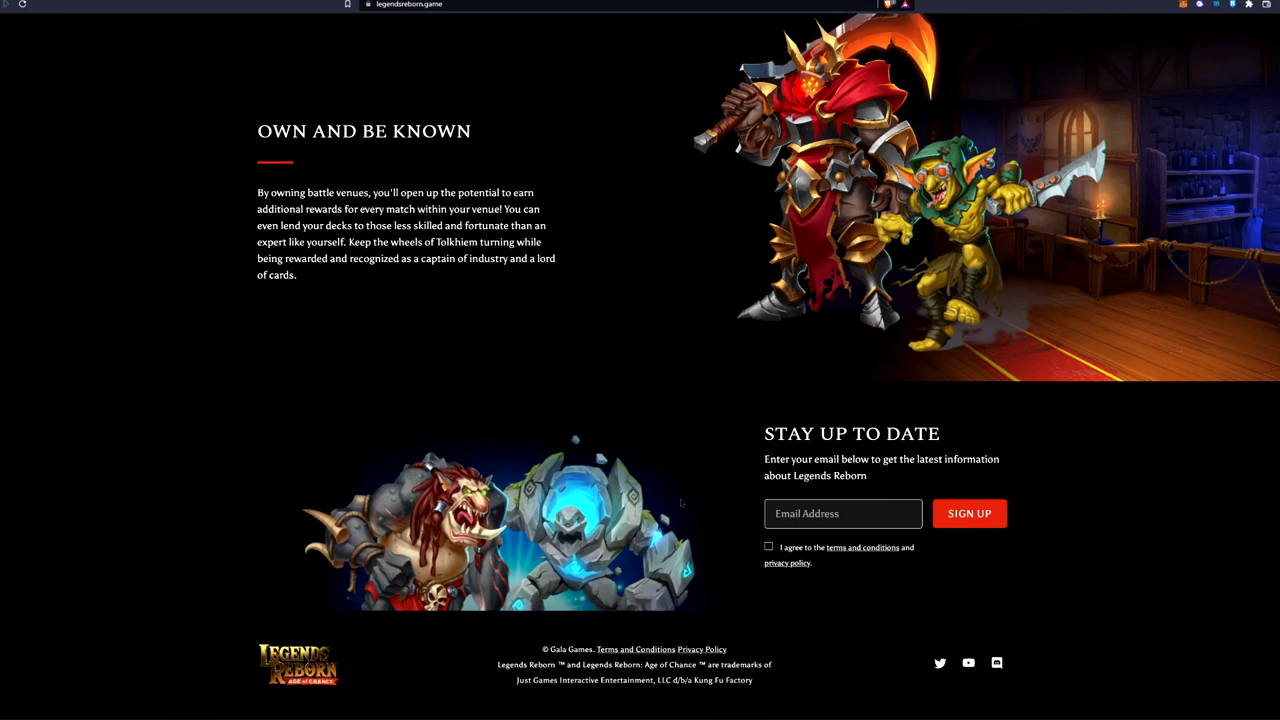 legendsreborn.game
OWN AND BE KNOWN
By owning battle venues, you'll open up the potential to earn
additional rewards for every match within your venue! You can
even lend your decks to those less skilled and fortunate than an
expert like yourself. Keep the wheels of Tolkhiem turning while
being rewarded and recognized as a captain of industry and a lord
of cards.
STAY UP TO DATE
Enter your email below to get the latest information
about Legends Reborn
Email Address
SIGN UP
I agree to the terms and conditions and
privacy policy.
LEGENDS
REBORN
AGE OF CHANCE
© Gala Games. Terms and Conditions Privacy Policy
Legends Reborn ™ and Legends Reborn: Age of Chance ™ are trademarks of
Just Games Interactive Entertainment, LLC d/b/a Kung Fu Factory